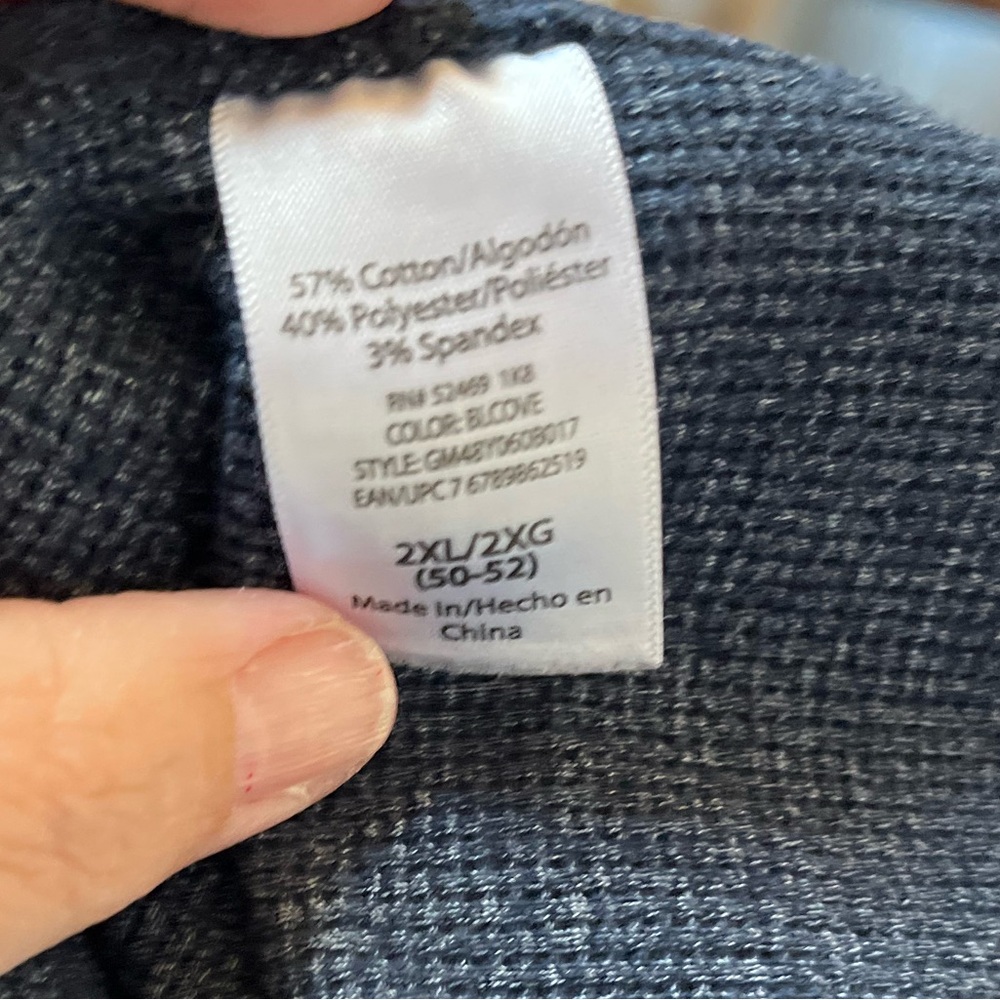 57% Cotton/Algodón
40% Polyester/Poliéster
3% Spandex
RN# 52469 1K8
COLOR: BLCOVE
STYLE: GM48Y060B017
EAN/UPC 7 6789862519
2XL/2XG
(50-52)
Made In/Hecho en
China